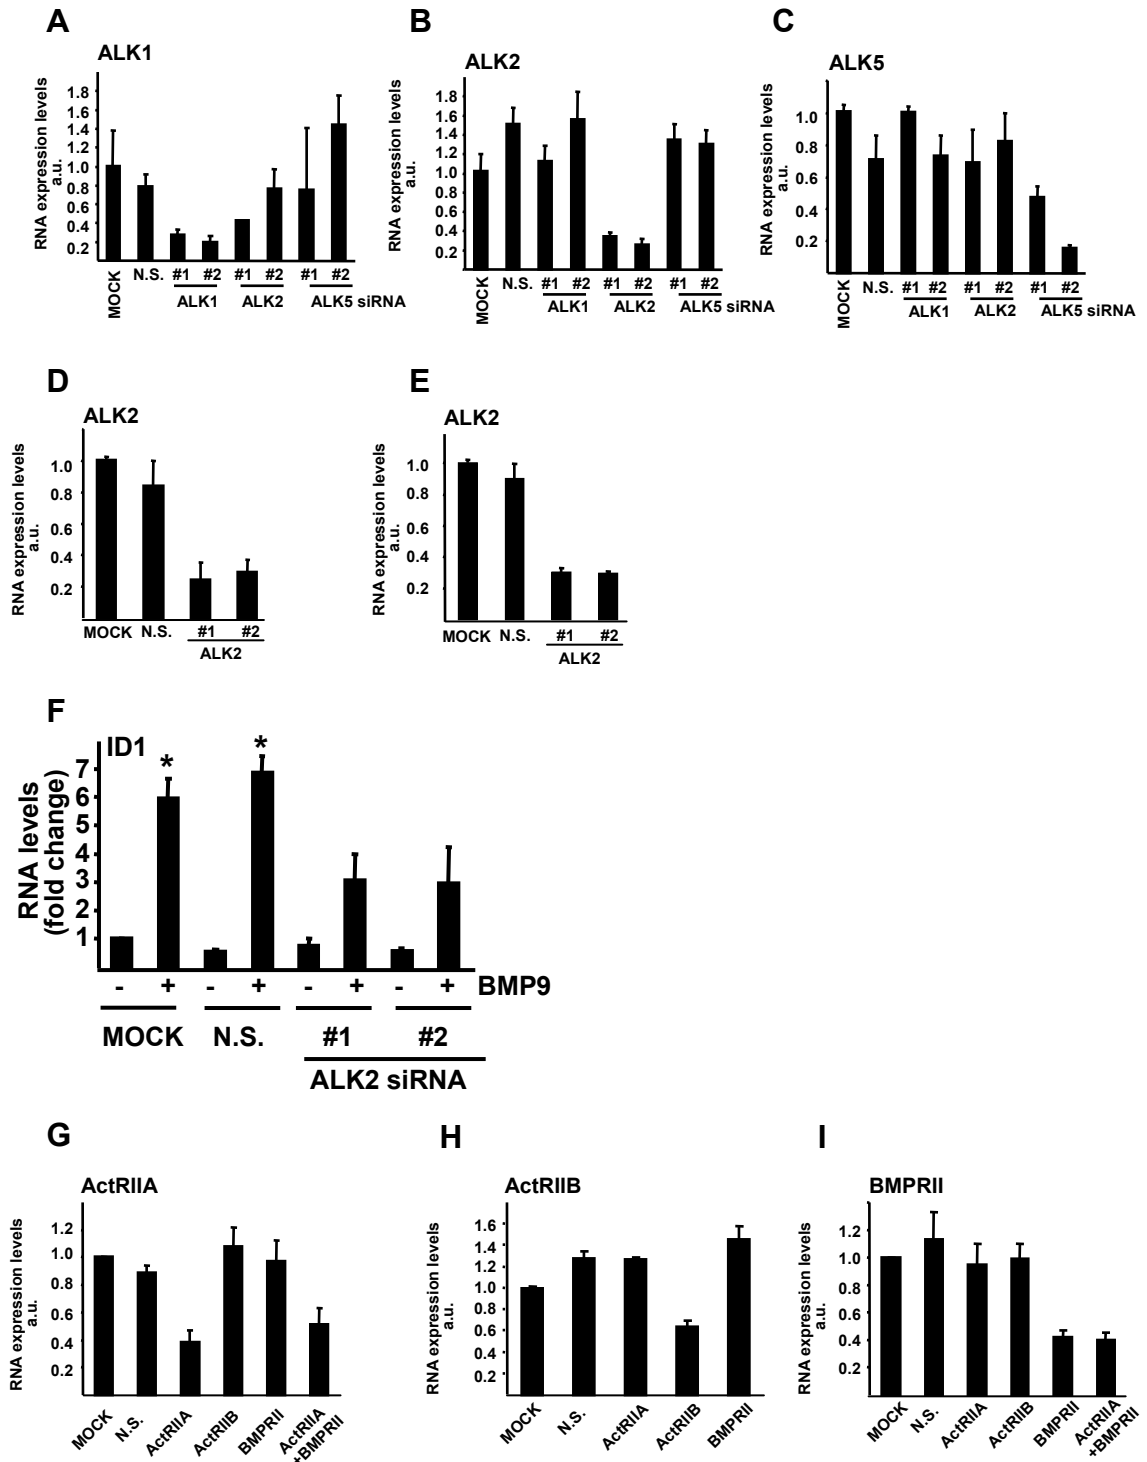 A
ALK1
RNA expression levels
a.u.
1.8
1.6
1.4
1.2
1.0
0.8
0.6
0.4
0.2
MOCK
N.S. #1 #2 #1 #2 #1 #2
ALK1 ALK2 ALK5 siRNA
B
ALK2
RNA expression levels
a.u.
1.8
1.6
1.4
1.2
1.0
0.8
0.6
0.4
0.2
MOCK
N.S. #1 #2 #1 #2 #1 #2
ALK1 ALK2 ALK5 siRNA
C
ALK5
RNA expression levels
a.u.
1.0
0.8
0.6
0.4
0.2
MOCK
N.S. #1 #2 #1 #2 #1 #2
ALK1 ALK2 ALK5 siRNA
D
ALK2
RNA expression levels
a.u.
1.0
0.8
0.6
0.4
0.2
MOCK N.S. #1 #2
ALK2
E
ALK2
RNA expression levels
a.u.
1.0
0.8
0.6
0.4
0.2
MOCK N.S. #1 #2
ALK2
F
ID1
RNA levels
(fold change)
7
6
5
4
3
2
1
* *
- + - + - + - + BMP9
MOCK N.S. #1 #2
ALK2 siRNA
G
ActRIIA
RNA expression levels
a.u.
1.2
1.0
0.8
0.6
0.4
0.2
MOCK
N.S.
ActRIIA
ActRIIB
BMPRII
ActRIIA
+BMPRII
H
ActRIIB
RNA expression levels
a.u.
1.6
1.4
1.2
1.0
0.8
0.6
0.4
0.2
MOCK
N.S.
ActRIIA
ActRIIB
BMPRII
I
BMPRII
RNA expression levels
a.u.
1.2
1.0
0.8
0.6
0.4
0.2
MOCK
N.S.
ActRIIA
ActRIIB
BMPRII
ActRIIA
+BMPRII